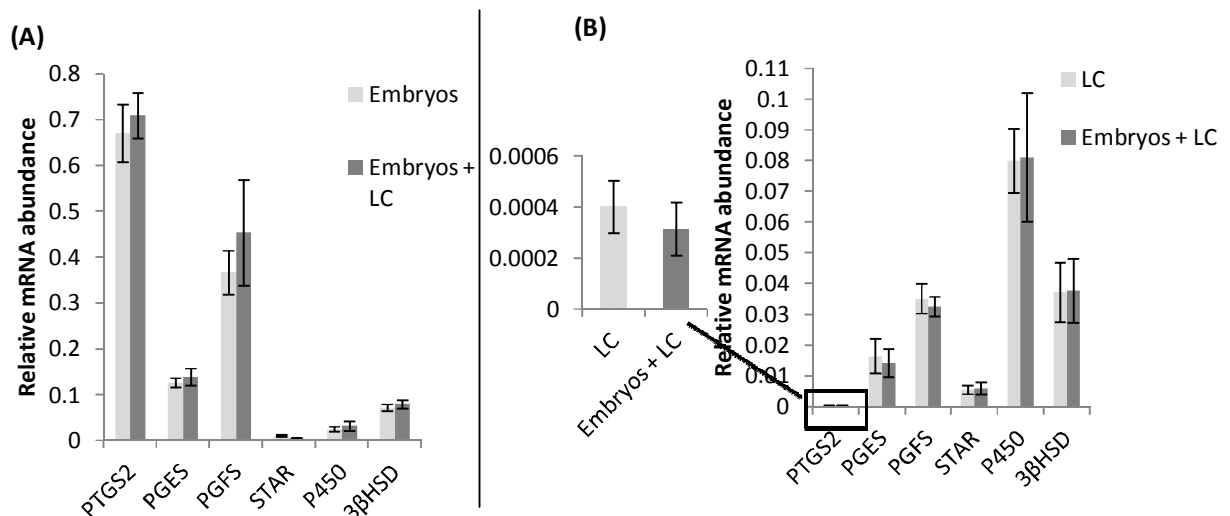 (A)
Relative mRNA abundance
0.8
0.7
0.6
0.5
0.4
0.3
0.2
0.1
0
Embryos
Embryos +
LC
PTGS2
PGES
PGFS
STAR
P450
3βHSD
(B)
0.0006
0.0004
0.0002
0
LC
Embryos + LC
Relative mRNA abundance
0.11
0.1
0.09
0.08
0.07
0.06
0.05
0.04
0.03
0.02
0.01
0
LC
Embryos + LC
PTGS2
PGES
PGFS
STAR
P450
3βHSD